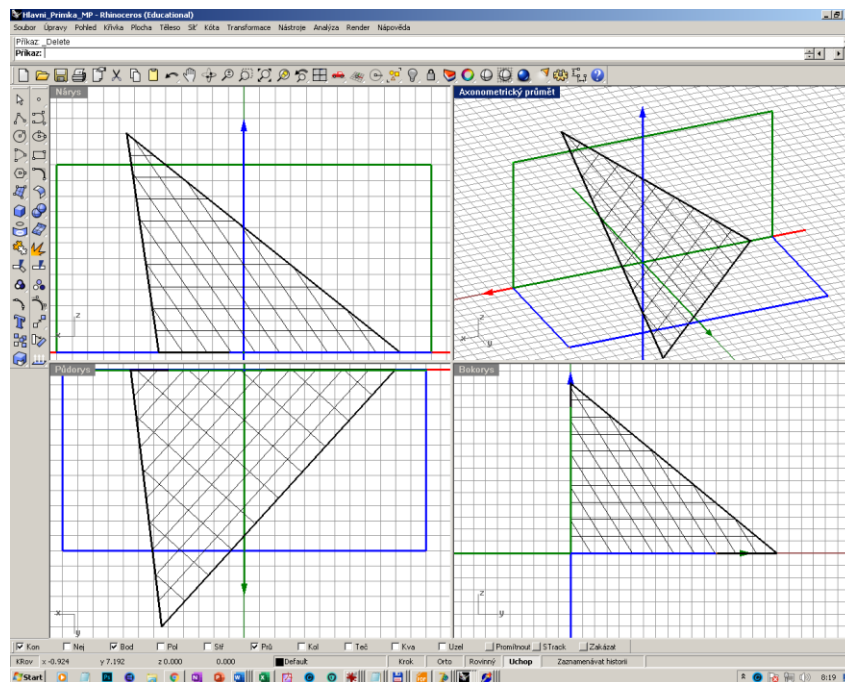 Hlavni_Primka_MP - Rhinoceros (Educational)
Soubor Úpravy Pohled Křivka Plocha Těleso Síť Kóta Transformace Nástroje Analýza Render Nápověda
Příkaz: _Delete
Příkaz:
Nárys
Axonometrický průmět
z
x
z
x
y
Půdorys
Bokorys
x
y
z
y
Kon Nej Bod Pol Stř Prů Kol Teč Kva Uzel Promítnout STrack Zakázat
KRov x -0.924 y 7.192 z 0.000 0.000 Default Krok Orto Rovinný Uchop Zaznamenávat historii
Start 8:19